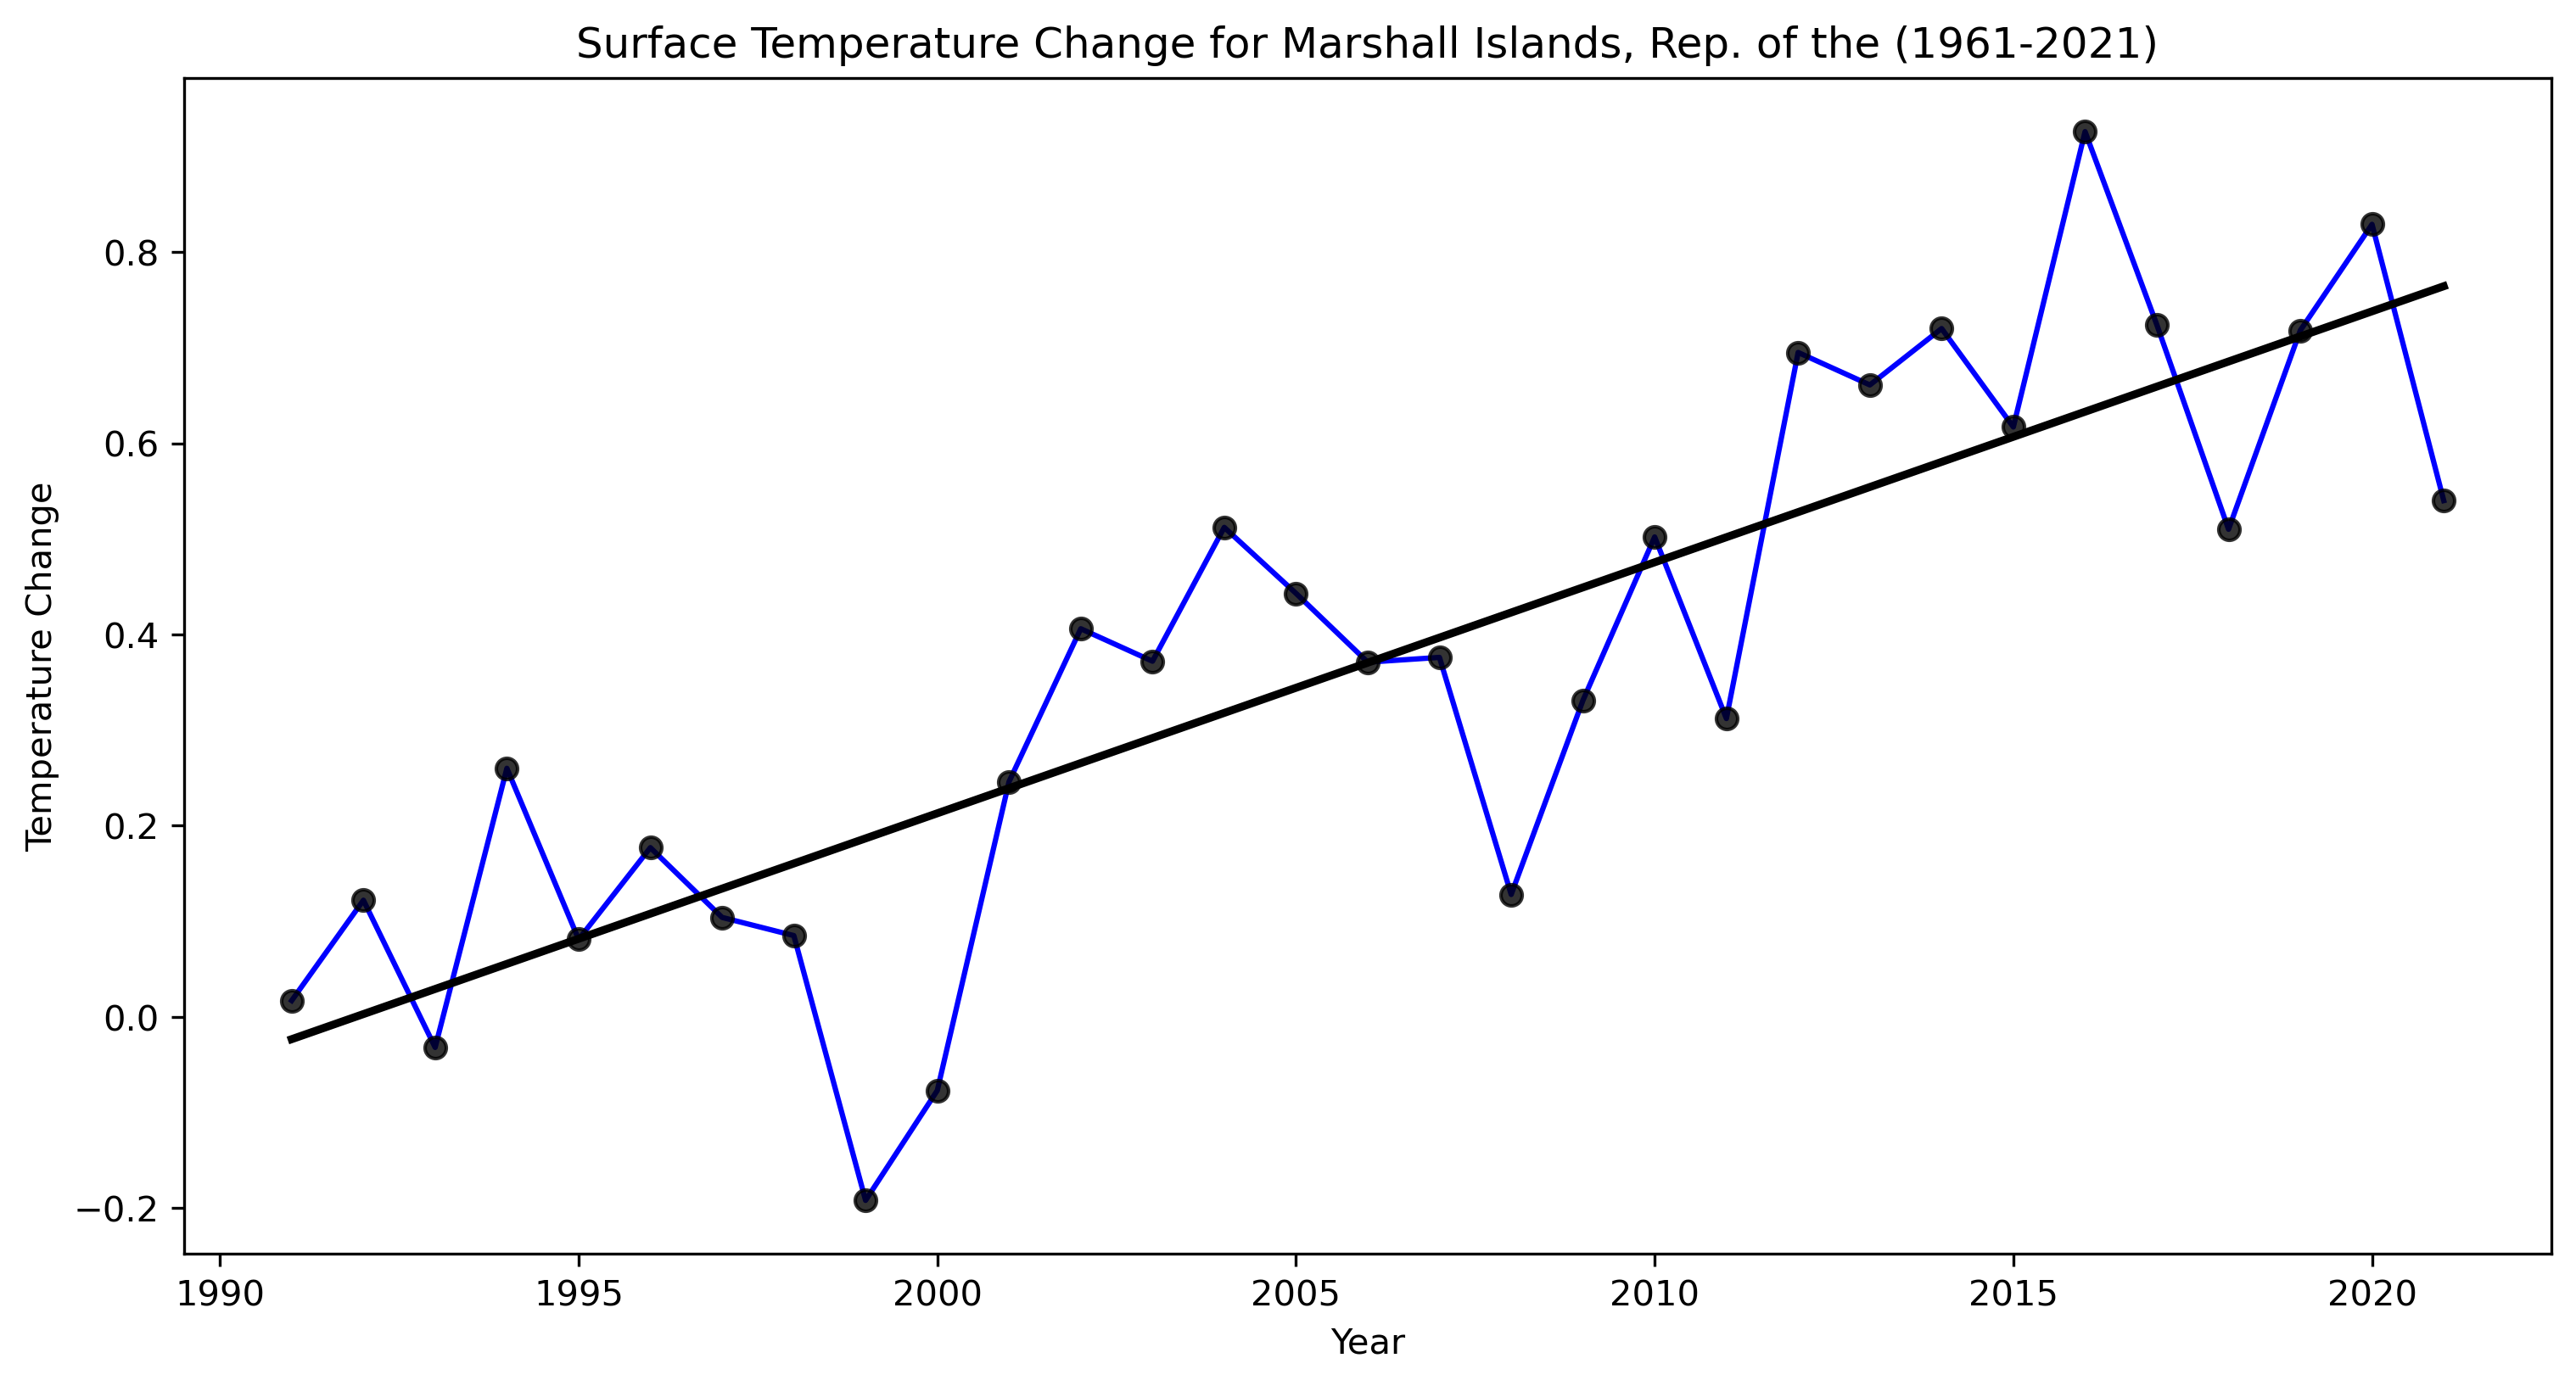 Surface Temperature Change for Marshall Islands, Rep. of the (1961-2021)
Temperature Change
0.8
0.6
0.4
0.2
0.0
−0.2
1990 1995 2000 2005 2010 2015 2020
Year